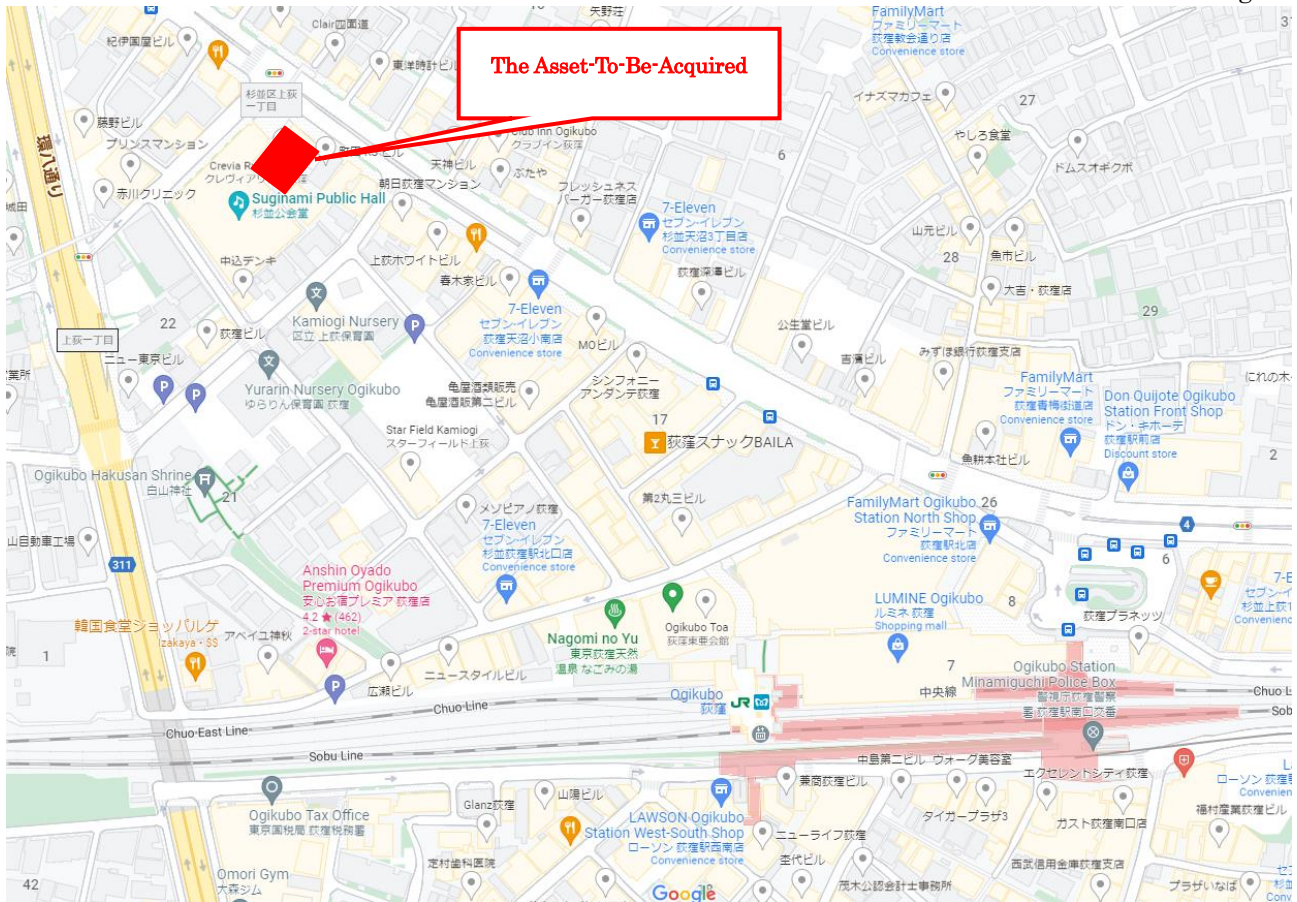 The Asset-To-Be-Acquired
紀伊國屋ビル
Clair四面道
矢野荘
FamilyMart
ファミリーマート
荻窪教会通り店
Convenience store
東洋時計ビル
杉並区上荻
一丁目
イナズマカフェ
27
やしろ食堂
ドムスオギクボ
藤野ビル
プリンスマンション
環八通り
クラブイン荻窪
6
天神ビル
ぶたや
赤川クリニック
朝日荻窪マンション
フレッシュネス
バーガー荻窪店
Suginami Public Hall
杉並公会堂
7-Eleven
セブン-イレブン
杉並天沼3丁目店
Convenience store
山元ビル
28
魚市ビル
中込デンキ
上荻ホワイトビル
春木家ビル
荻窪深澤ビル
大吉・荻窪店
29
22
荻窪ビル
Kamiogi Nursery
区立 上荻保育園
7-Eleven
セブン-イレブン
荻窪天沼小南店
Convenience store
MOビル
公生堂ビル
吉濱ビル
みずほ銀行荻窪支店
上荻一丁目
ニュー東京ビル
Yurarin Nursery Ogikubo
ゆらりん保育園 荻窪
亀屋酒類販売
亀屋酒販第二ビル
シンフォニー
アンダンテ荻窪
FamilyMart
ファミリーマート
荻窪青梅街道店
Convenience store
Don Quijote Ogikubo
Station Front Shop
ドン・キホーテ
荻窪駅前店
Discount store
にれの木
Star Field Kamiogi
スターフィールド上荻
17
荻窪スナックBAILA
魚耕本社ビル
2
Ogikubo Hakusan Shrine
白山神社
21
メゾピアノ荻窪
第2丸三ビル
7-Eleven
セブン-イレブン
杉並荻窪駅北口店
Convenience store
FamilyMart Ogikubo
Station North Shop
ファミリーマート
荻窪駅北店
Convenience store
26
4
山自動車工場
311
6
Anshin Oyado
Premium Ogikubo
安心お宿プレミア 荻窪店
4.2 ★ (462)
2-star hotel
LUMINE Ogikubo
ルミネ 荻窪
Shopping mall
8
荻窪プラネッツ
韓国食堂ジョッパルゲ
Izakaya・$$
アベイユ神秋
Nagomi no Yu
東京荻窪天然
温泉 なごみの湯
Ogikubo Toa
荻窪東亜会館
1
広瀬ビル
ニュースタイルビル
7
中央線
Ogikubo Station
Minamiguchi Police Box
警視庁荻窪警察
署 荻窪駅南口交番
Ogikubo
荻窪
JR
Chuo Line
Chuo-East Line
Sobu Line
Ogikubo Tax Office
東京国税局 荻窪税務署
Glanz荻窪
山陽ビル
LAWSON Ogikubo
Station West-South Shop
ローソン 荻窪駅西南店
Convenience store
兼商荻窪ビル
中島第二ビル
ヴォーグ美容室
エクセレントシティ荻窪
タイガープラザ3
ガスト荻窪南口店
福村産業荻窪ビル
ニューライフ荻窪
定村歯科医院
Omori Gym
大森ジム
42
Google
茂木公認会計士事務所
西武信用金庫荻窪支店
プラザいなば